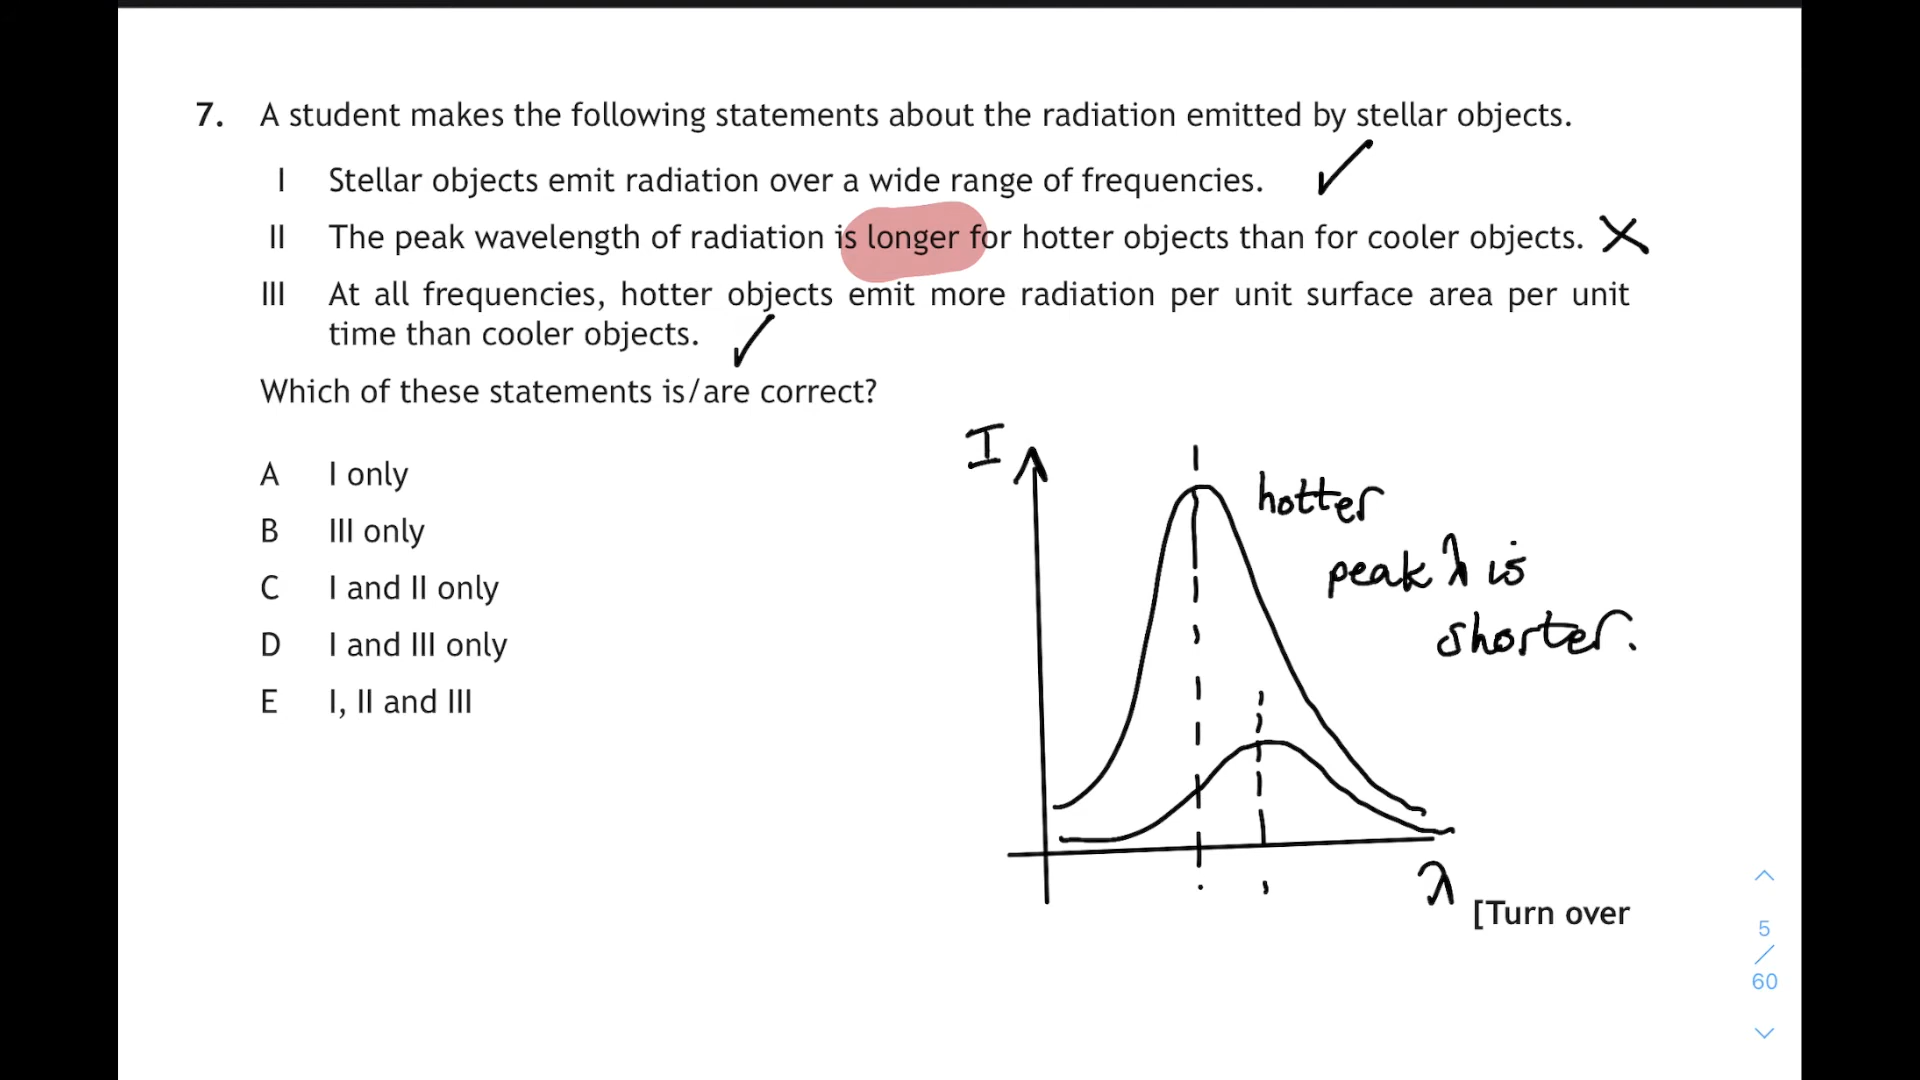 7. A student makes the following statements about the radiation emitted by stellar objects.
I Stellar objects emit radiation over a wide range of frequencies.
II The peak wavelength of radiation is longer for hotter objects than for cooler objects.
III At all frequencies, hotter objects emit more radiation per unit surface area per unit
time than cooler objects.
Which of these statements is/are correct?
A I only
B III only
C I and II only
D I and III only
E I, II and III
I
hotter
peak λ is
shorter.
λ
[Turn over
5
/
60